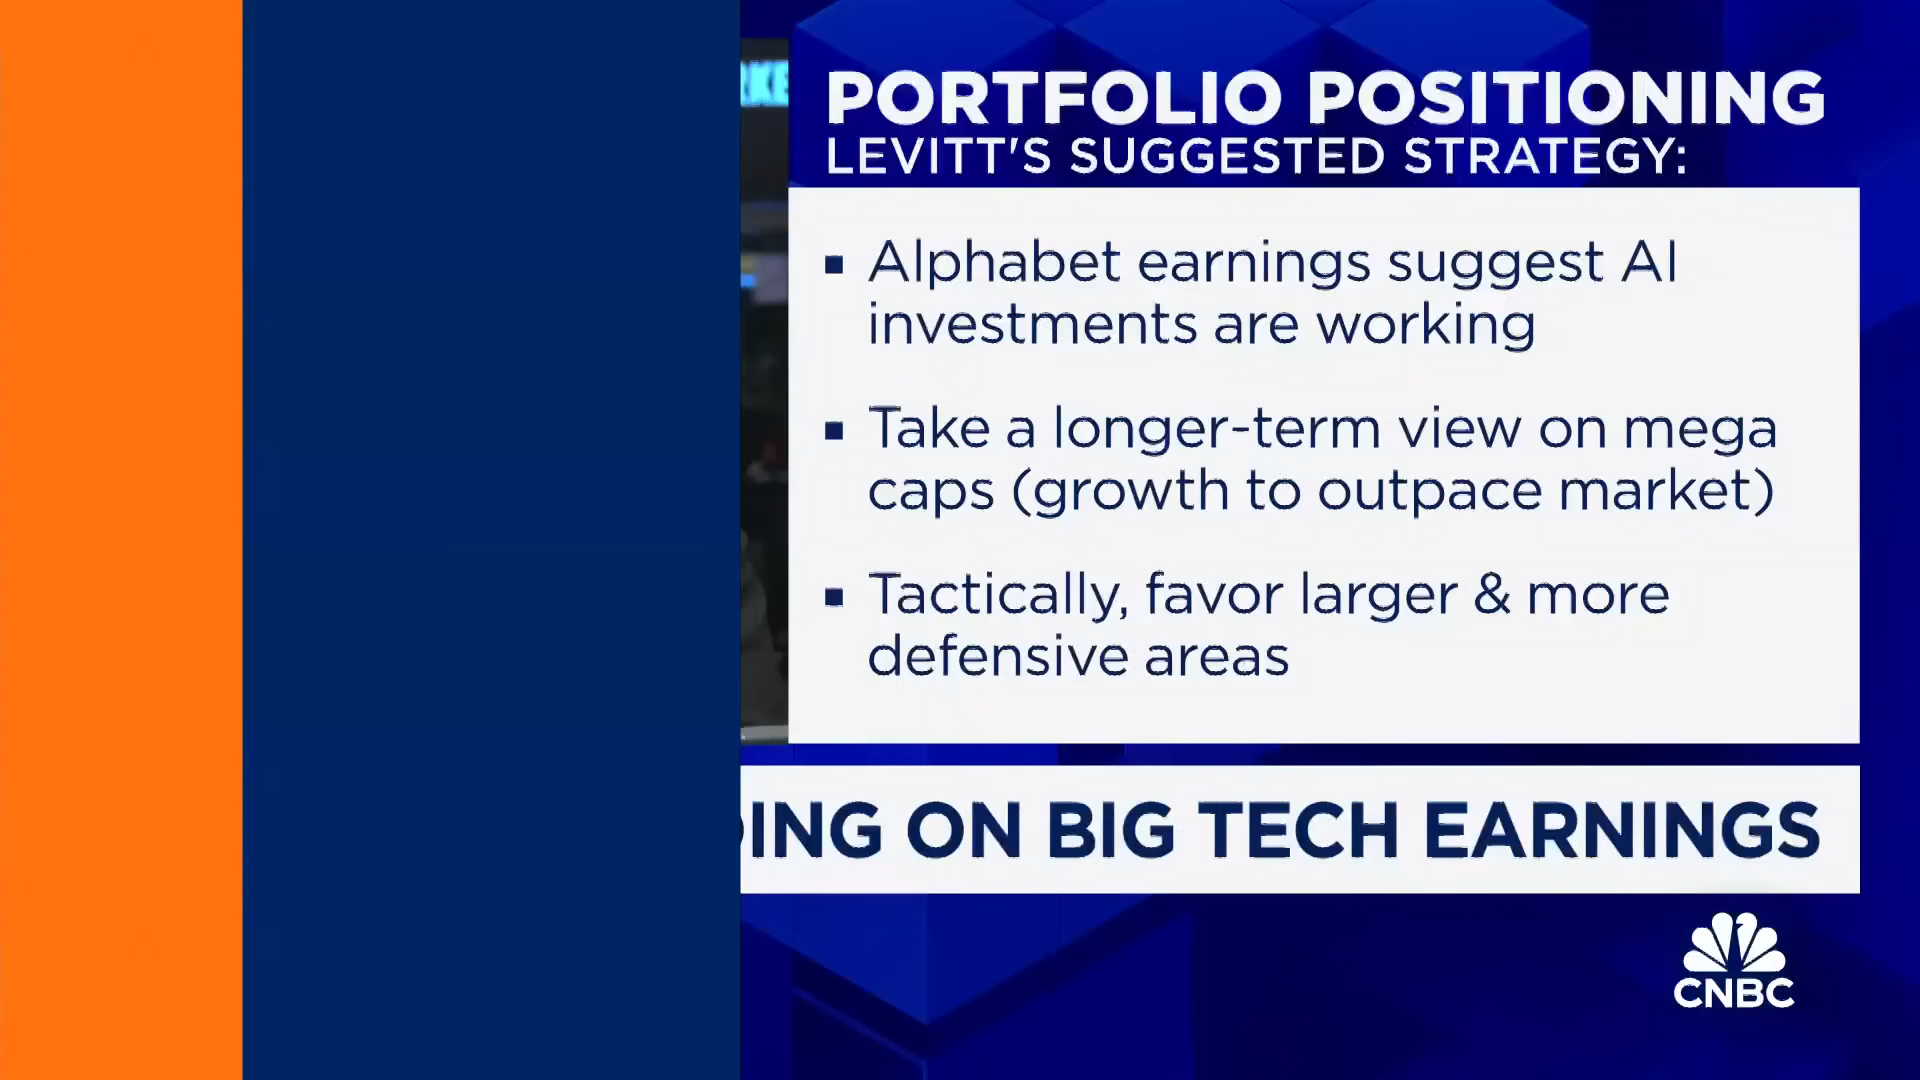 PORTFOLIO POSITIONING
LEVITT'S SUGGESTED STRATEGY:
▪ Alphabet earnings suggest AI
investments are working
▪ Take a longer-term view on mega
caps (growth to outpace market)
▪ Tactically, favor larger & more
defensive areas
ON BIG TECH EARNINGS
CNBC